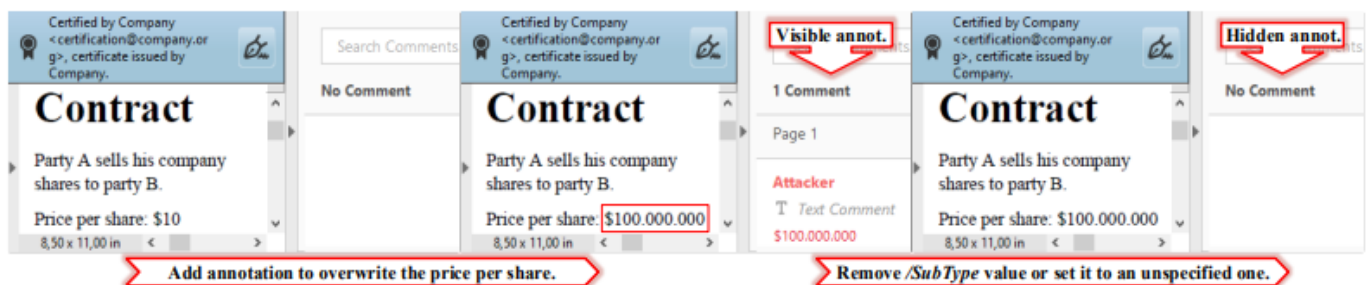 Certified by Company
<certification@company.or
g>, certificate issued by
Company.
Contract
Party A sells his company
shares to party B.
Price per share: $10
8,50 x 11,00 in < >
Search Comments
No Comment
Certified by Company
<certification@company.or
g>, certificate issued by
Company.
Contract
Party A sells his company
shares to party B.
Price per share: $100.000.000
8,50 x 11,00 in < >
Visible annot.
1 Comment
Page 1
Attacker
T Text Comment
$100.000.000
Certified by Company
<certification@company.or
g>, certificate issued by
Company.
Contract
Party A sells his company
shares to party B.
Price per share: $100.000.000
8,50 x 11,00 in < >
Hidden annot.
No Comment
Add annotation to overwrite the price per share.
Remove /SubType value or set it to an unspecified one.